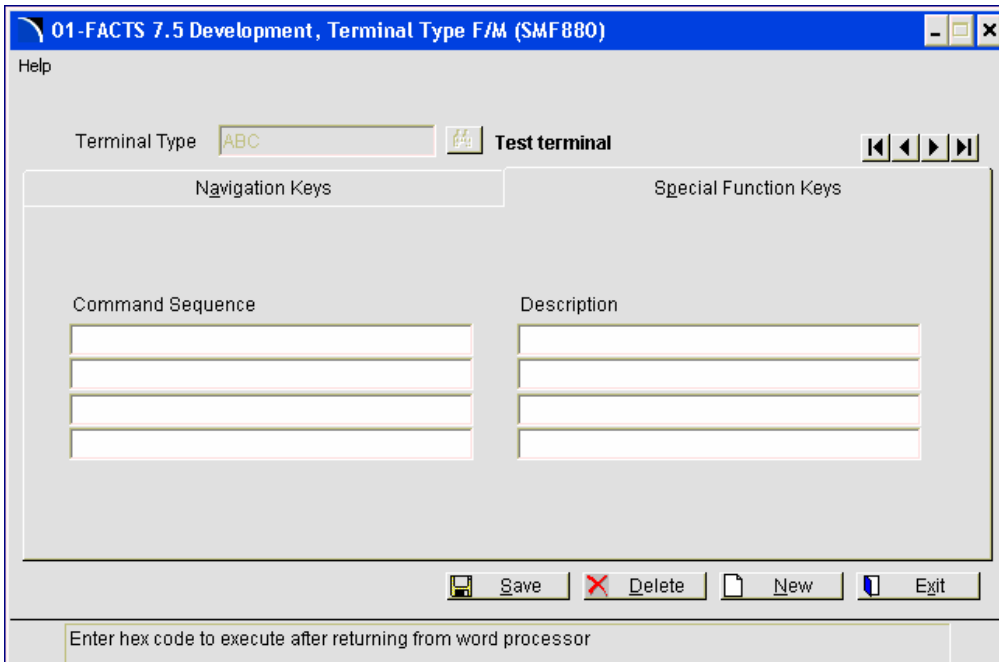 01-FACTS 7.5 Development, Terminal Type F/M (SMF880)
Help
Terminal Type ABC Test terminal
Navigation Keys Special Function Keys
Command Sequence Description
Save Delete New Exit
Enter hex code to execute after returning from word processor